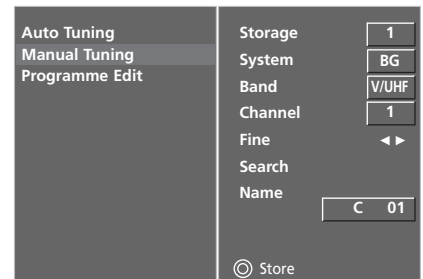 Auto Tuning
Manual Tuning
Programme Edit
Storage 1
System BG
Band V/UHF
Channel 1
Fine ◄ ►
Search
Name
C 01
Store